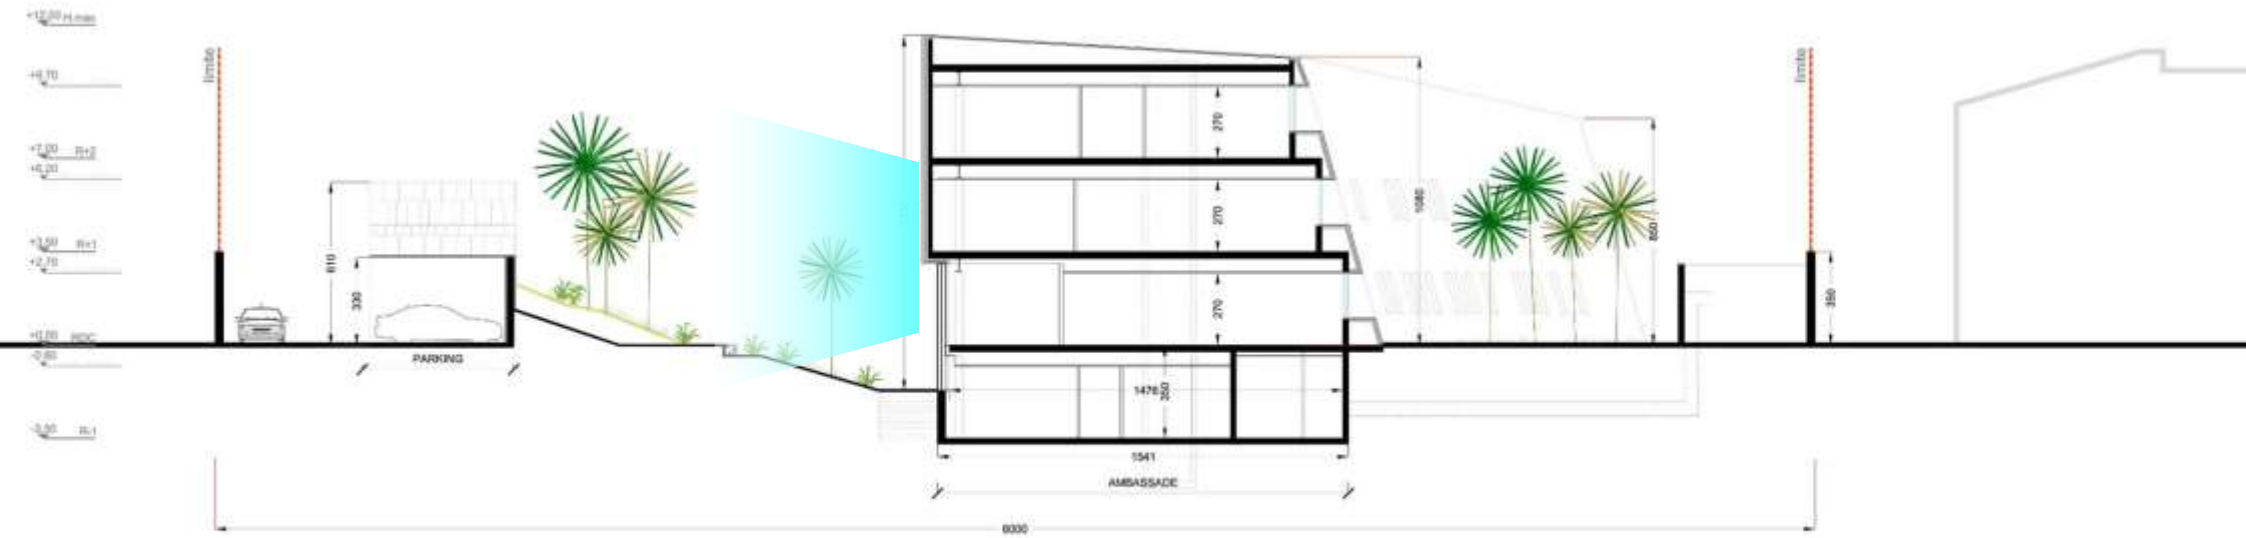 +12,00 H max
limite
limite
+9,70
+7,00 R+2
+6,20
+3,50 R+1
+2,70
+0,00 RDC
-0,80
-3,50 R-1
610
330
PARKING
270
270
270
1476
350
1541
AMBASSADE
1080
850
350
6000